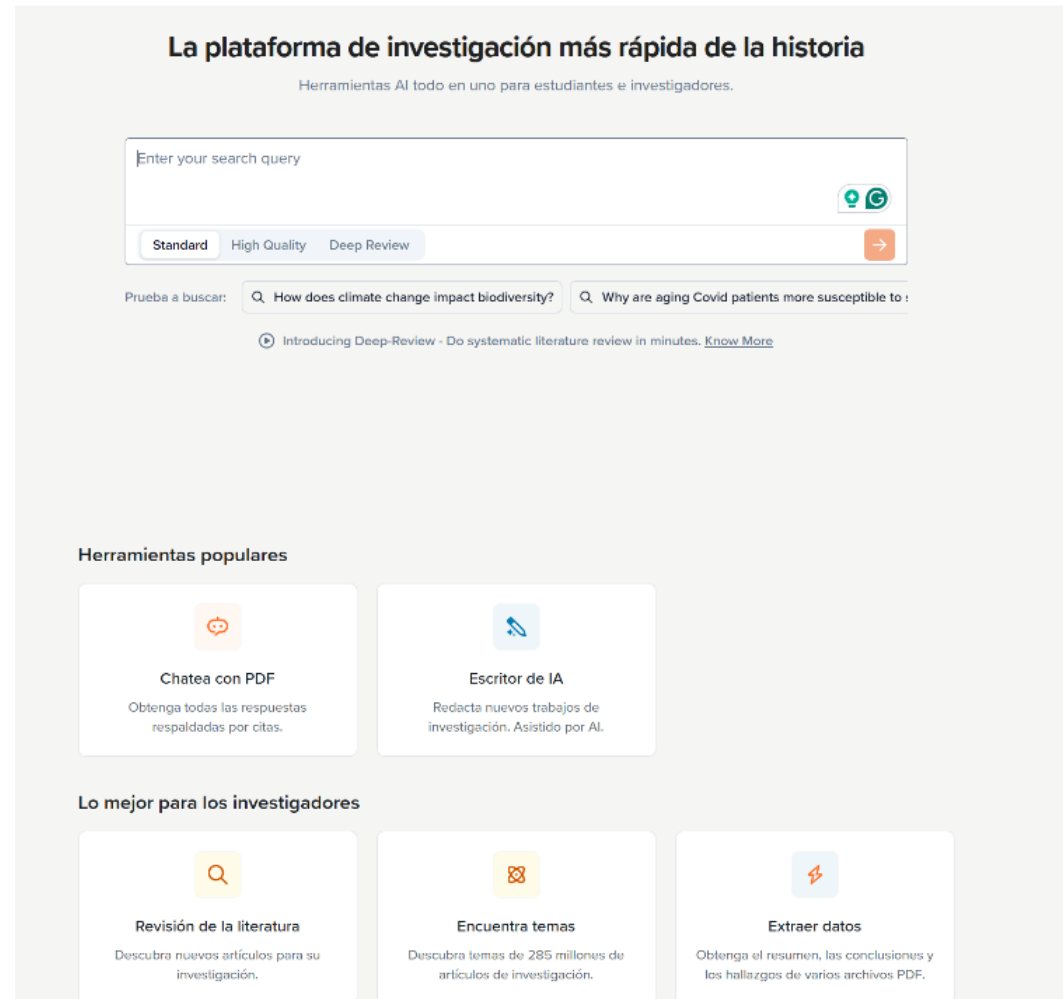 La plataforma de investigación más rápida de la historia
Herramientas AI todo en uno para estudiantes e investigadores.
Enter your search query
Standard High Quality Deep Review
Prueba a buscar: How does climate change impact biodiversity? Why are aging Covid patients more susceptible to
Introducing Deep-Review - Do systematic literature review in minutes. Know More
Herramientas populares
Chatea con PDF
Obtenga todas las respuestas
respaldadas por citas.
Escritor de IA
Redacta nuevos trabajos de
investigación. Asistido por AI.
Lo mejor para los investigadores
Revisión de la literatura
Descubra nuevos artículos para su
investigación.
Encuentra temas
Descubra temas de 285 millones de
artículos de investigación.
Extraer datos
Obtenga el resumen, las conclusiones y
los hallazgos de varios archivos PDF.